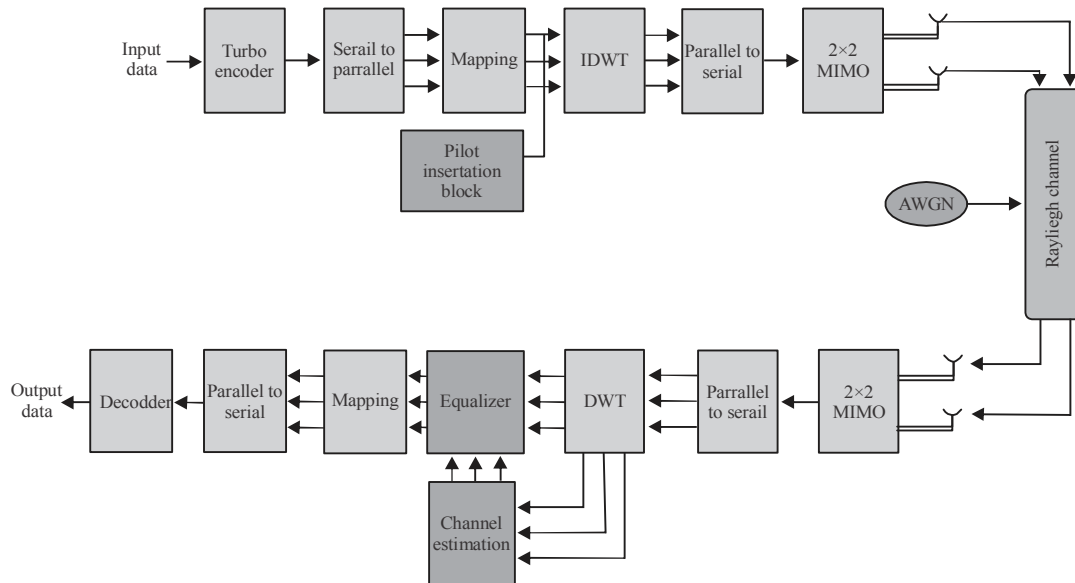 Input
data
Turbo
encoder
Serail to
parrallel
Mapping
IDWT
Parallel to
serial
2×2
MIMO
Pilot
insertation
block
AWGN
Rayliegh channel
Output
data
Decodder
Parallel to
serial
Mapping
Equalizer
DWT
Parrallel
to serail
2×2
MIMO
Channel
estimation